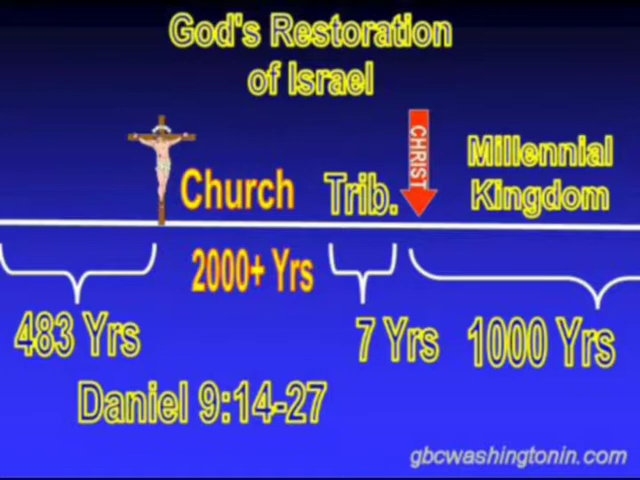 God's Restoration
of Israel
CHRIST
Millennial
Kingdom
Church
Trib.
2000+ Yrs
483 Yrs
7 Yrs
1000 Yrs
Daniel 9:14-27
gbcwashingtonin.com